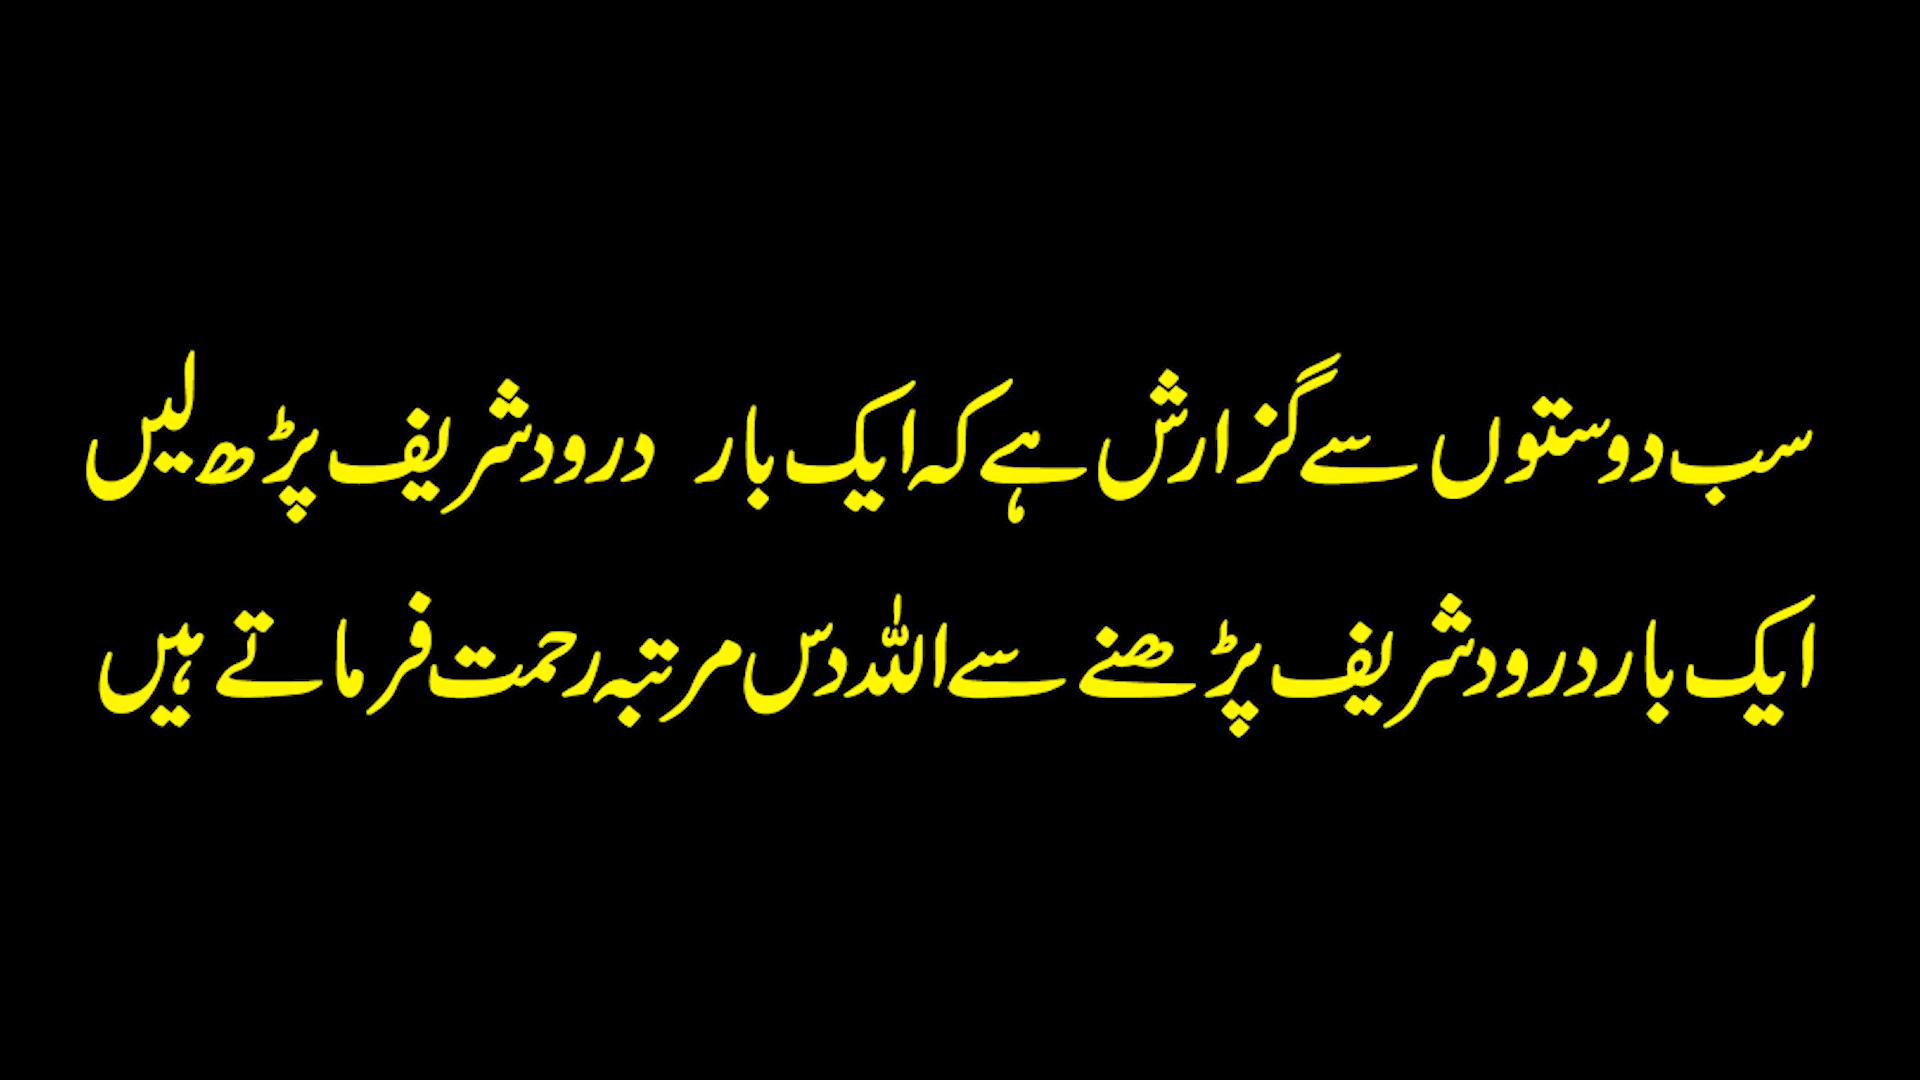 سب دوستوں سے گزارش ہے کہ ایک بار درود شریف پڑھ لیں
ایک بار درود شریف پڑھنے سے اللہ دس مرتبہ رحمت فرماتے ہیں